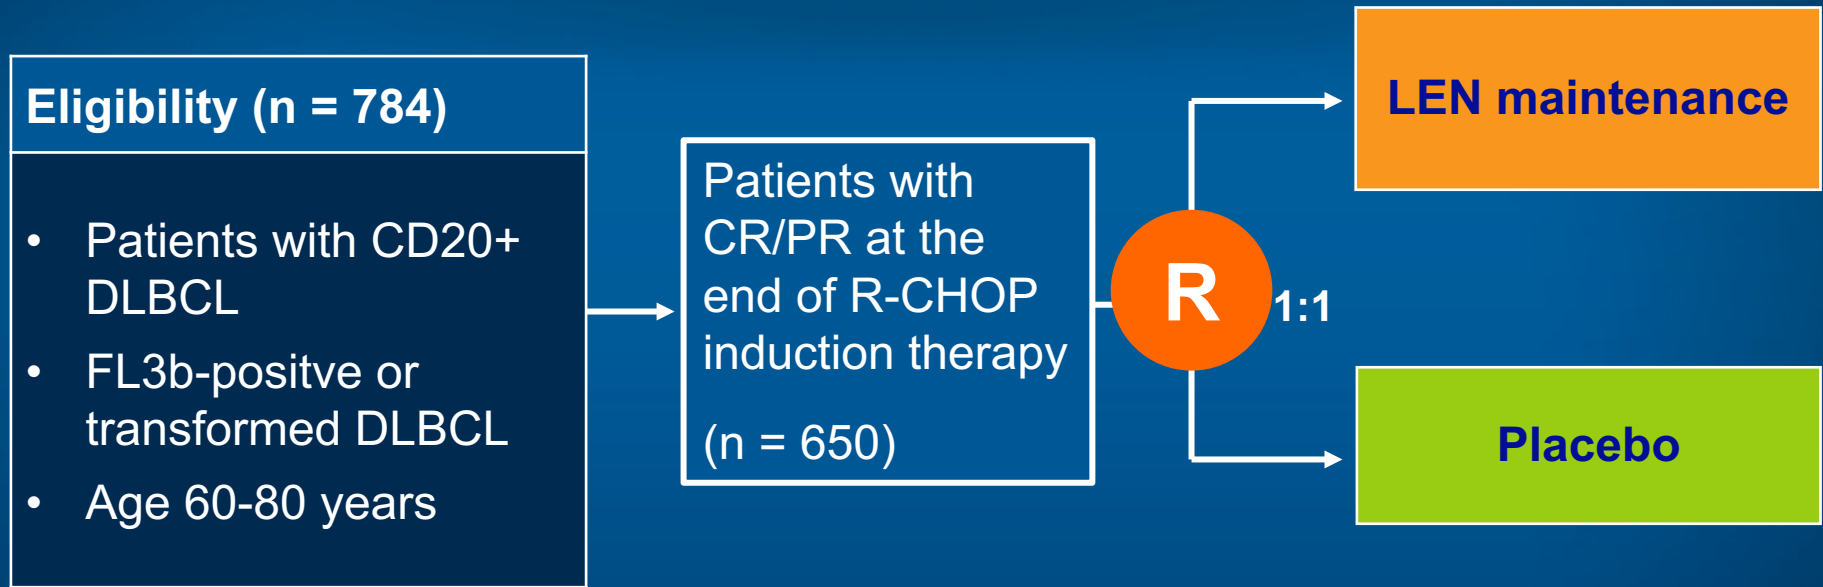 Eligibility (n = 784)
• Patients with CD20+
DLBCL
• FL3b-positve or
transformed DLBCL
• Age 60-80 years
Patients with
CR/PR at the
end of R-CHOP
induction therapy
(n = 650)
R
1:1
LEN maintenance
Placebo